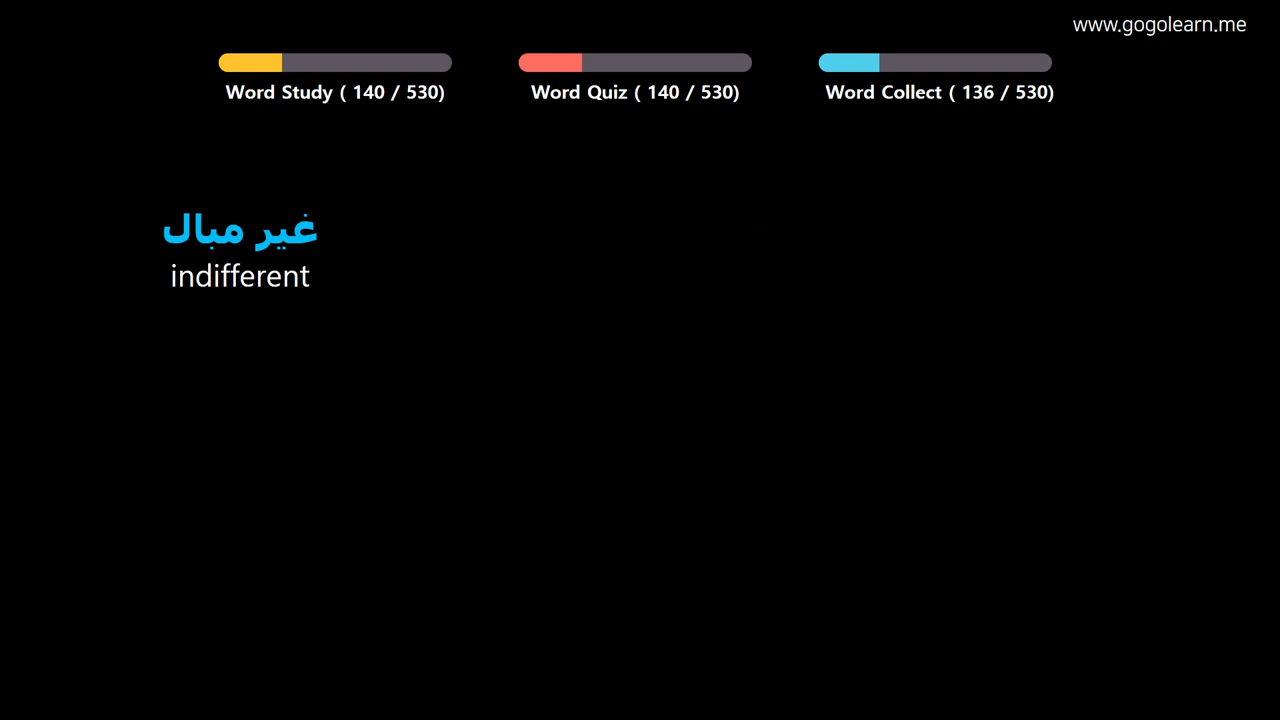 www.gogolearn.me
Word Study ( 140 / 530)
Word Quiz ( 140 / 530)
Word Collect ( 136 / 530)
غير مبال
indifferent